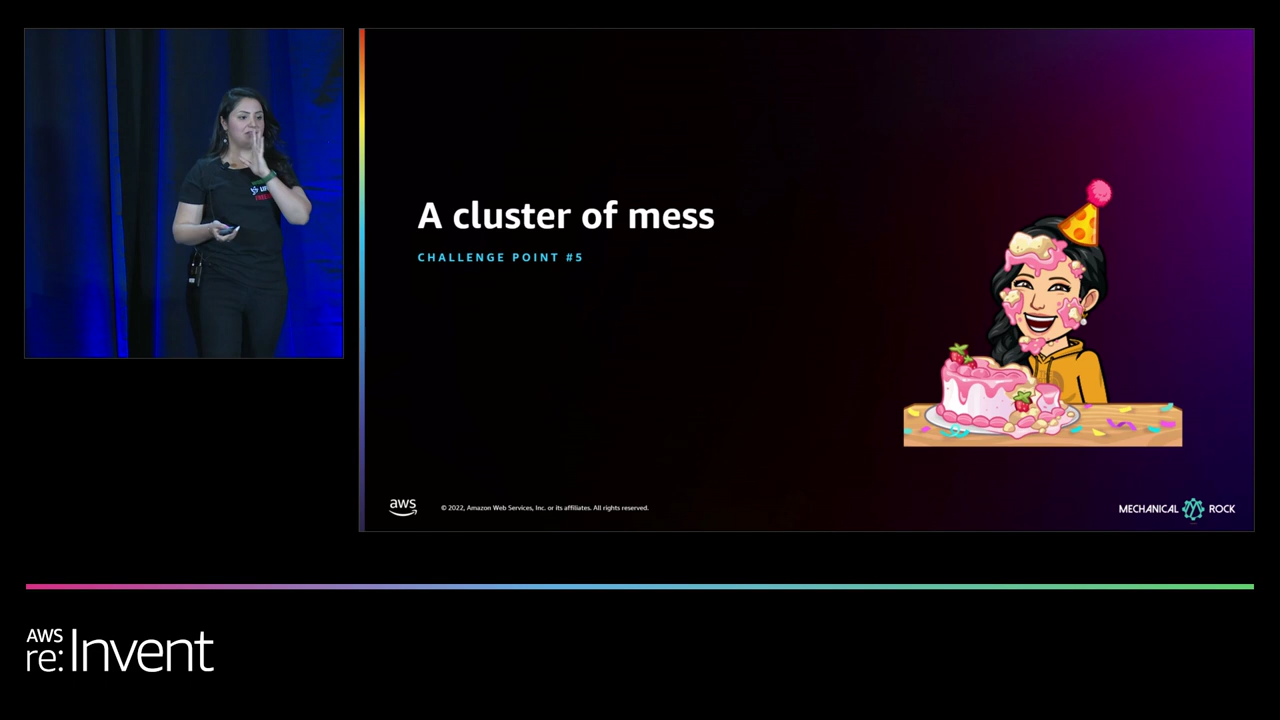 A cluster of mess
CHALLENGE POINT #5
aws
© 2022, Amazon Web Services, Inc. or its affiliates. All rights reserved.
MECHANICAL ROCK
AWS
re:Invent